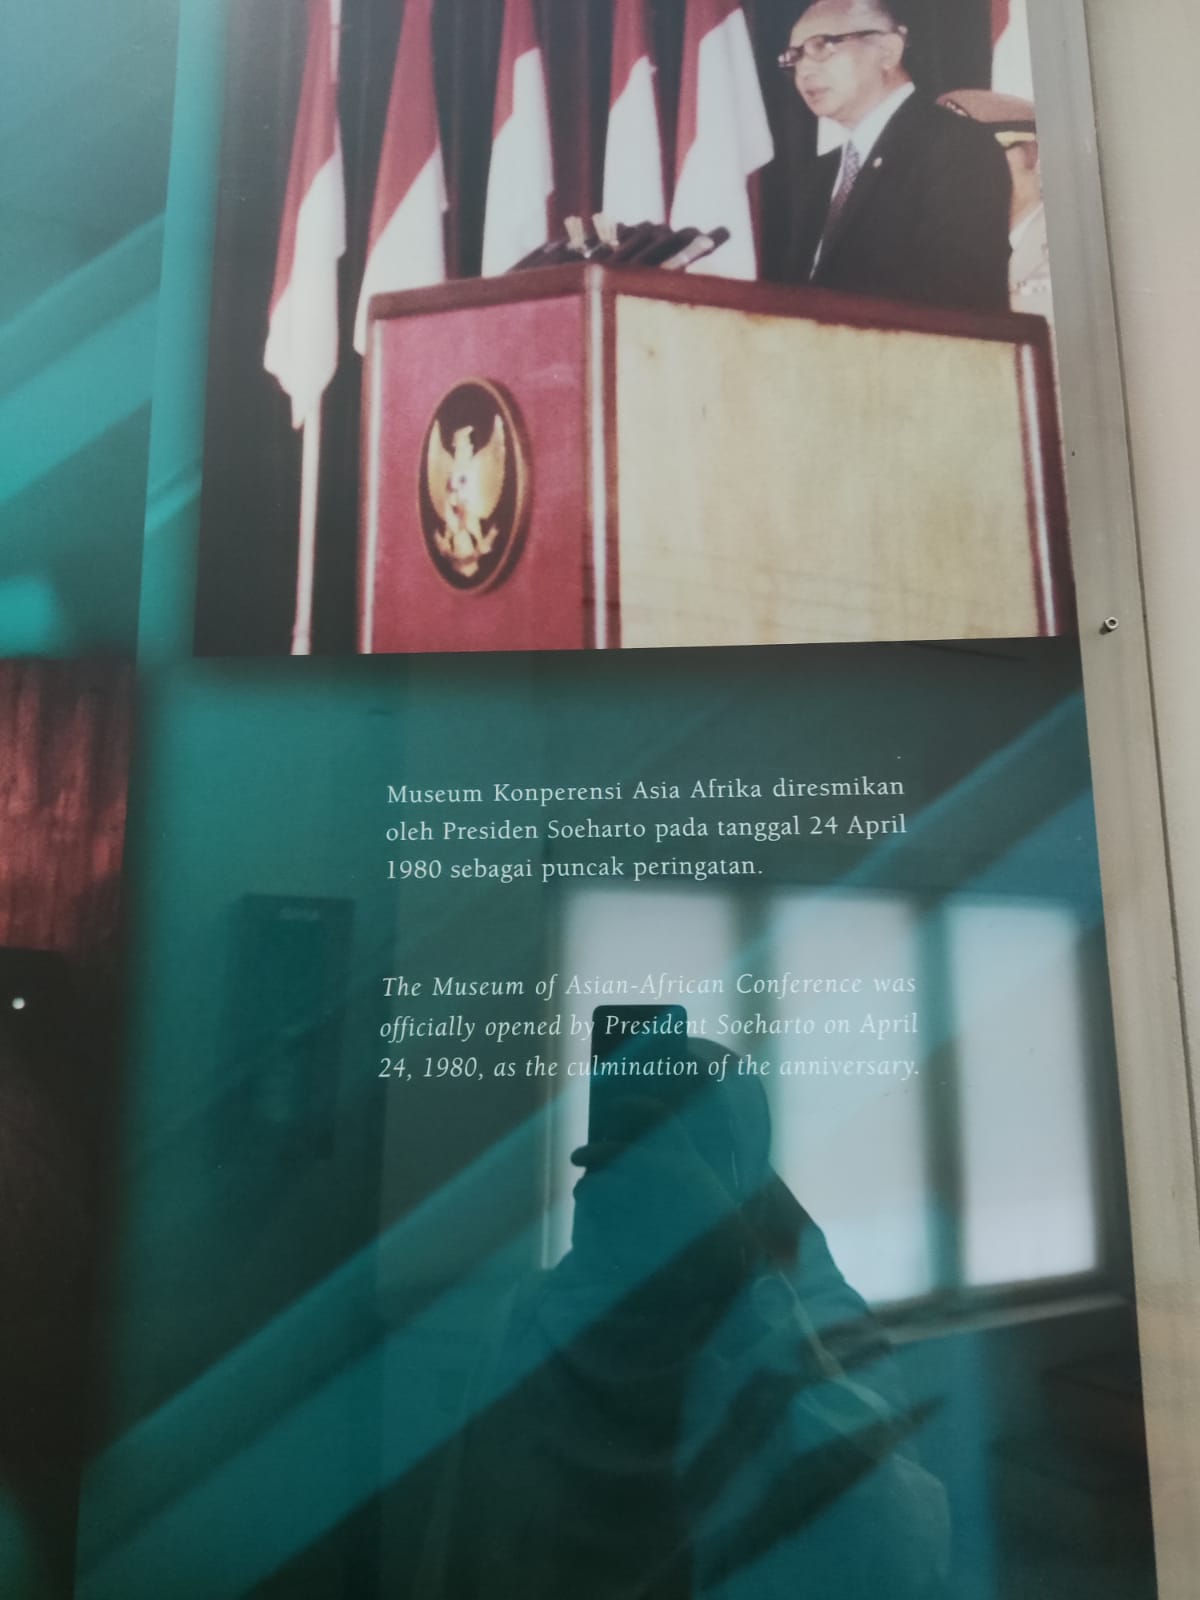 Museum Konperensi Asia Afrika diresmikan
oleh Presiden Soeharto pada tanggal 24 April
1980 sebagai puncak peringatan.
The Museum of Asian-African Conference was
officially opened by President Soeharto on April
24, 1980, as the culmination of the anniversary.